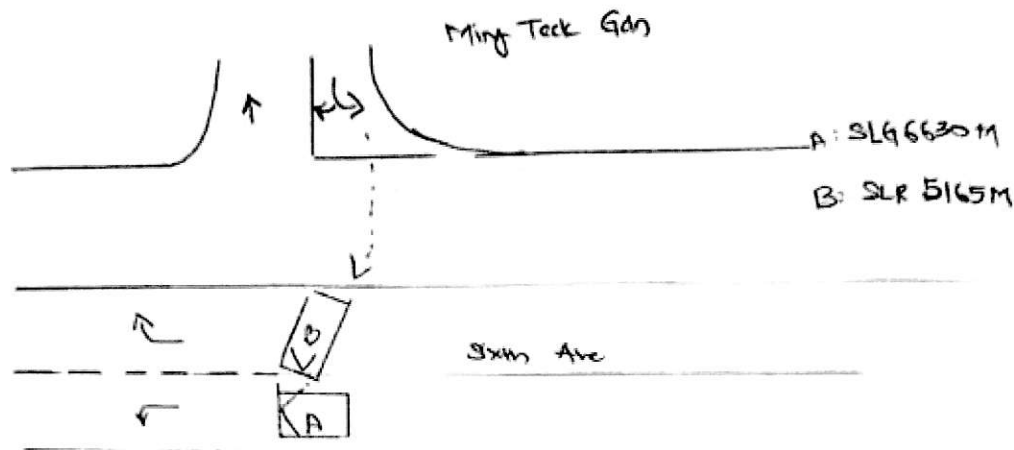 Ming Teck Gdn
A: SLG6630M
B: SLR 5165M
B
Sixth Ave
A